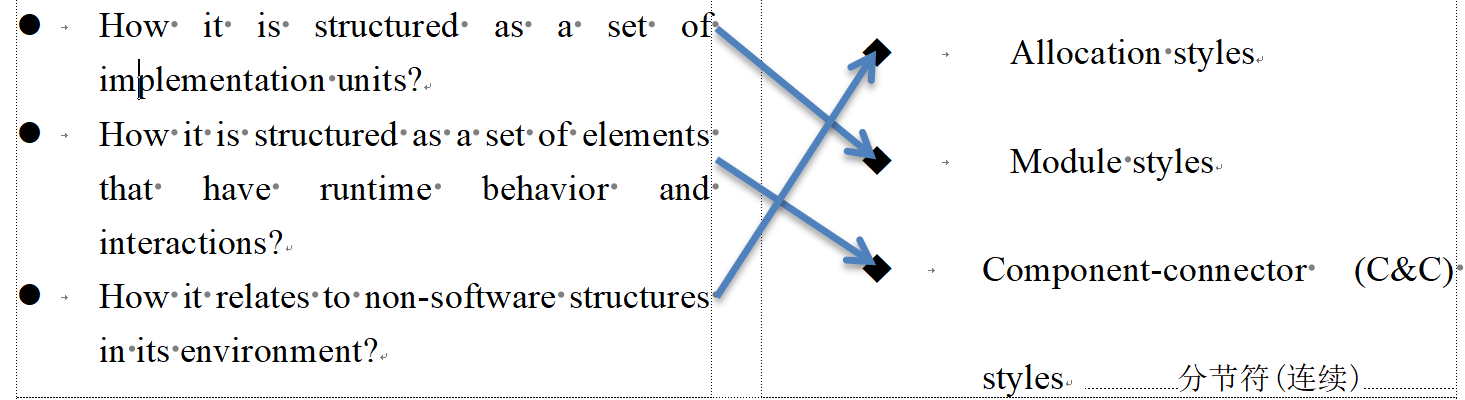 How it is structured as a set of
implementation units?
How it is structured as a set of elements
that have runtime behavior and
interactions?
How it relates to non-software structures
in its environment?
Allocation styles
Module styles
Component-connector (C&C)
styles
分节符(连续)